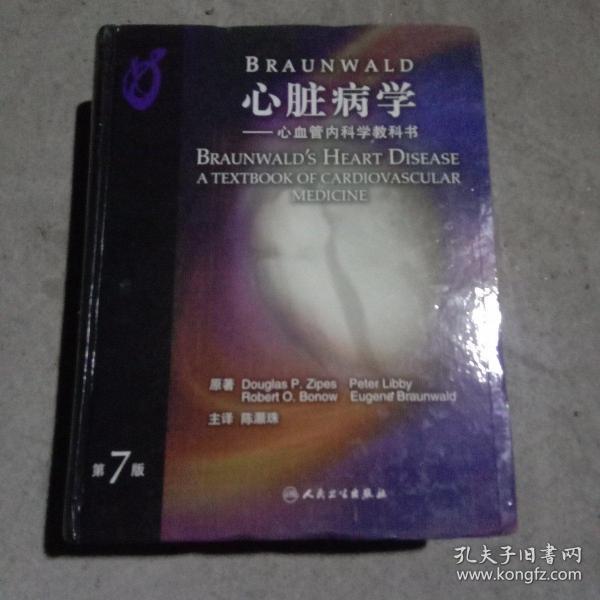 BRAUNWALD
心脏病学
——心血管内科学教科书
BRAUNWALD'S HEART DISEASE
A TEXTBOOK OF CARDIOVASCULAR
MEDICINE
原著 Douglas P. Zipes Peter Libby
Robert O. Bonow Eugene Braunwald
主译 陈灏珠
第7版
人民卫生出版社
孔夫子旧书网
www.kongfz.com